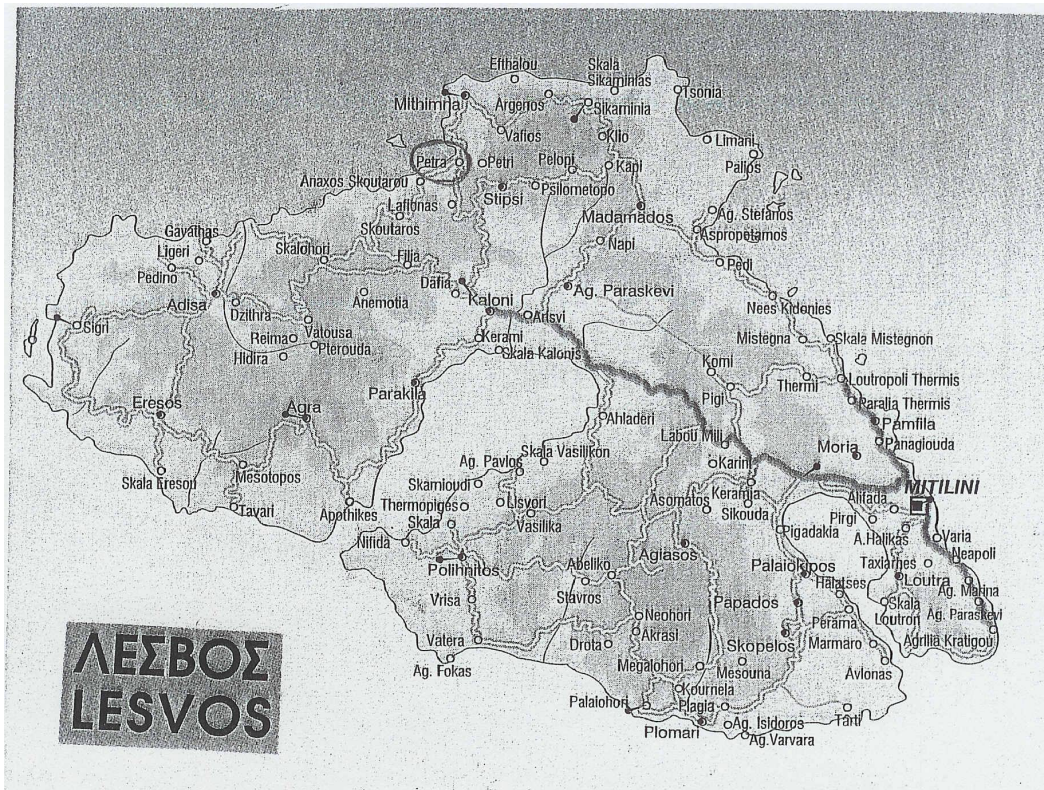 Efthalou
Skala
Sikaminias
Tsonia
Mithimna
Argenos
Sikaminia
Vafios
Klio
Limani
Palios
Petra
Petri
Pelopi
Kapi
Anaxos Skoutarou
Stipsi
Psilometopo
Lafionas
Skoutaros
Madamados
Ag. Stefanos
Aspropetamos
Gavathas
Ligeri
Pedino
Skalohori
Filia
Napi
Pedi
Dafia
Anemotia
Ag. Paraskevi
Adisa
Dzithra
Kaloni
Arisvi
Nees Kidonies
Sigri
Vatousa
Reima
Pterouda
Hidira
Kerami
Skala Kalonis
Mistegna
Skala Mistegnon
Komi
Thermi
Loutropoli Thermis
Parakila
Pigi
Paralia Thermis
Eresos
Agra
Ahladeri
Pamfila
Labou Mili
Panagiouda
Moria
Skala Vasilikon
Ag. Pavlos
Karini
Mesotopos
Skala Eresou
Skamioudi
Keramia
MITILINI
Tavari
Apothikes
Thermopiges
Lisvori
Asomatos
Sikouda
Alifada
Skala
Vasilika
Pirgi
Pigadakia
A.Halikas
Varia
Nifida
Agiasos
Neapoli
Polihnitos
Abeliko
Palaiokipos
Taxiarhes
Loutra
Stavros
Halatses
Ag. Marina
Vrisa
Papados
Skala
Loutron
Ag. Paraskevi
Neohori
Perama
Vatera
Akrasi
Drota
Skopelos
Marmaro
Agrilia Kratigou
Ag. Fokas
Megalohori
Mesouna
Avlonas
Kournela
Palaiohori
Plagia
Tarti
Ag. Isidoros
Plomari
Ag.Varvara
ΛΕΣΒΟΣ
LESVOS